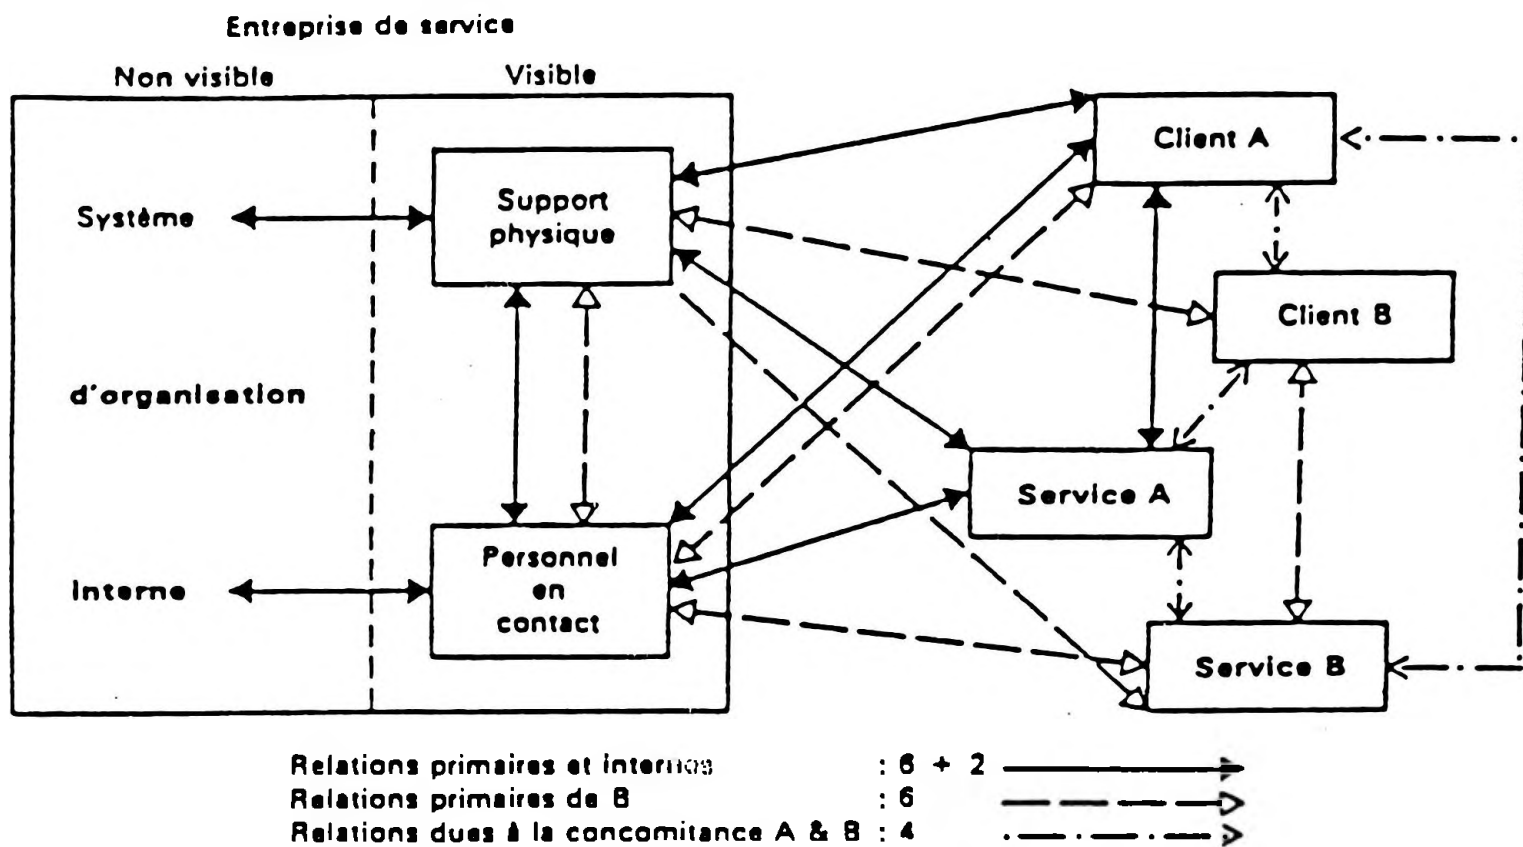 Entreprise de service
Non visible
Visible
Système
Support
physique
d'organisation
Interne
Personnel
en
contact
Client A
Client B
Service A
Service B
Relations primaires et internes : 6 + 2
Relations primaires de B : 6
Relations dues à la concomitance A & B : 4